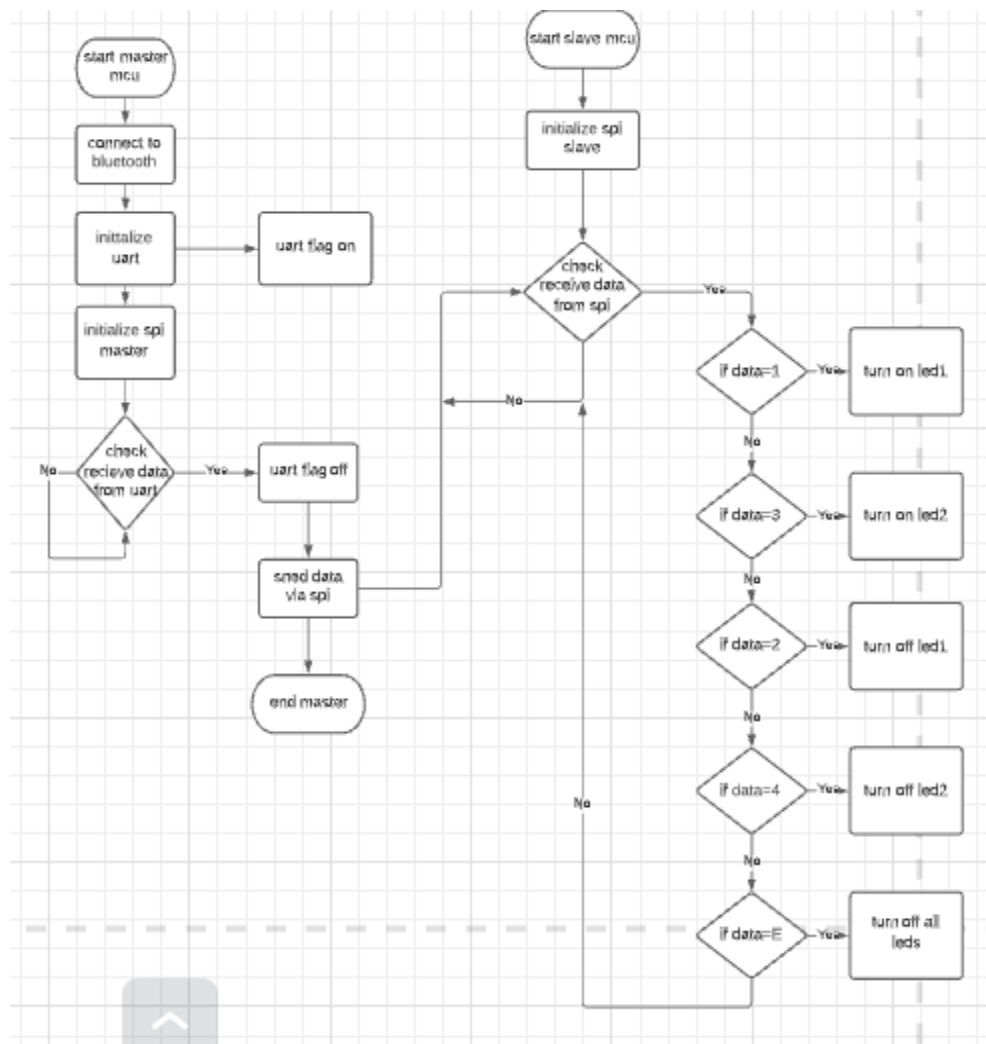 start master
mcu
connect to
bluetooth
inittalize
uart
uart flag on
initialize spi
master
check
recieve data
from uart
No
Yes
uart flag off
sned data
via spi
end master
start slave mcu
initialize spi
slave
check
receive data
from spi
Yes
No
if data=1
Yes
turn on led1
No
if data=3
Yes
turn on led2
No
if data=2
Yes
turn off led1
No
if data=4
Yes
turn off led2
No
if data=E
Yes
turn off all
leds
No